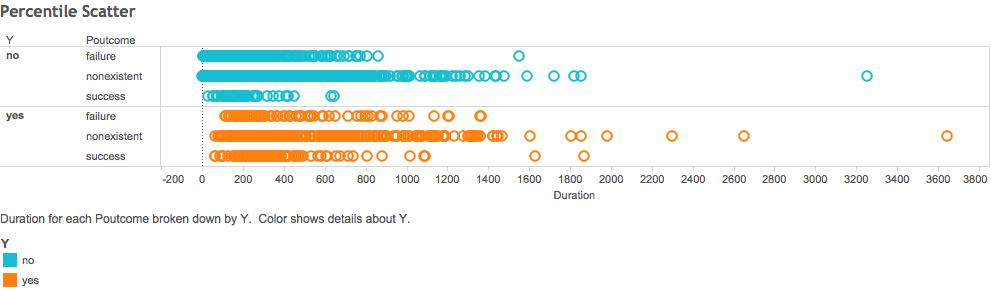 Percentile Scatter
Y Poutcome
no failure
nonexistent
success
yes failure
nonexistent
success
-200 0 200 400 600 800 1000 1200 1400 1600 1800 2000 2200 2400 2600 2800 3000 3200 3400 3600 3800
Duration
Duration for each Poutcome broken down by Y. Color shows details about Y.
Y
no
yes